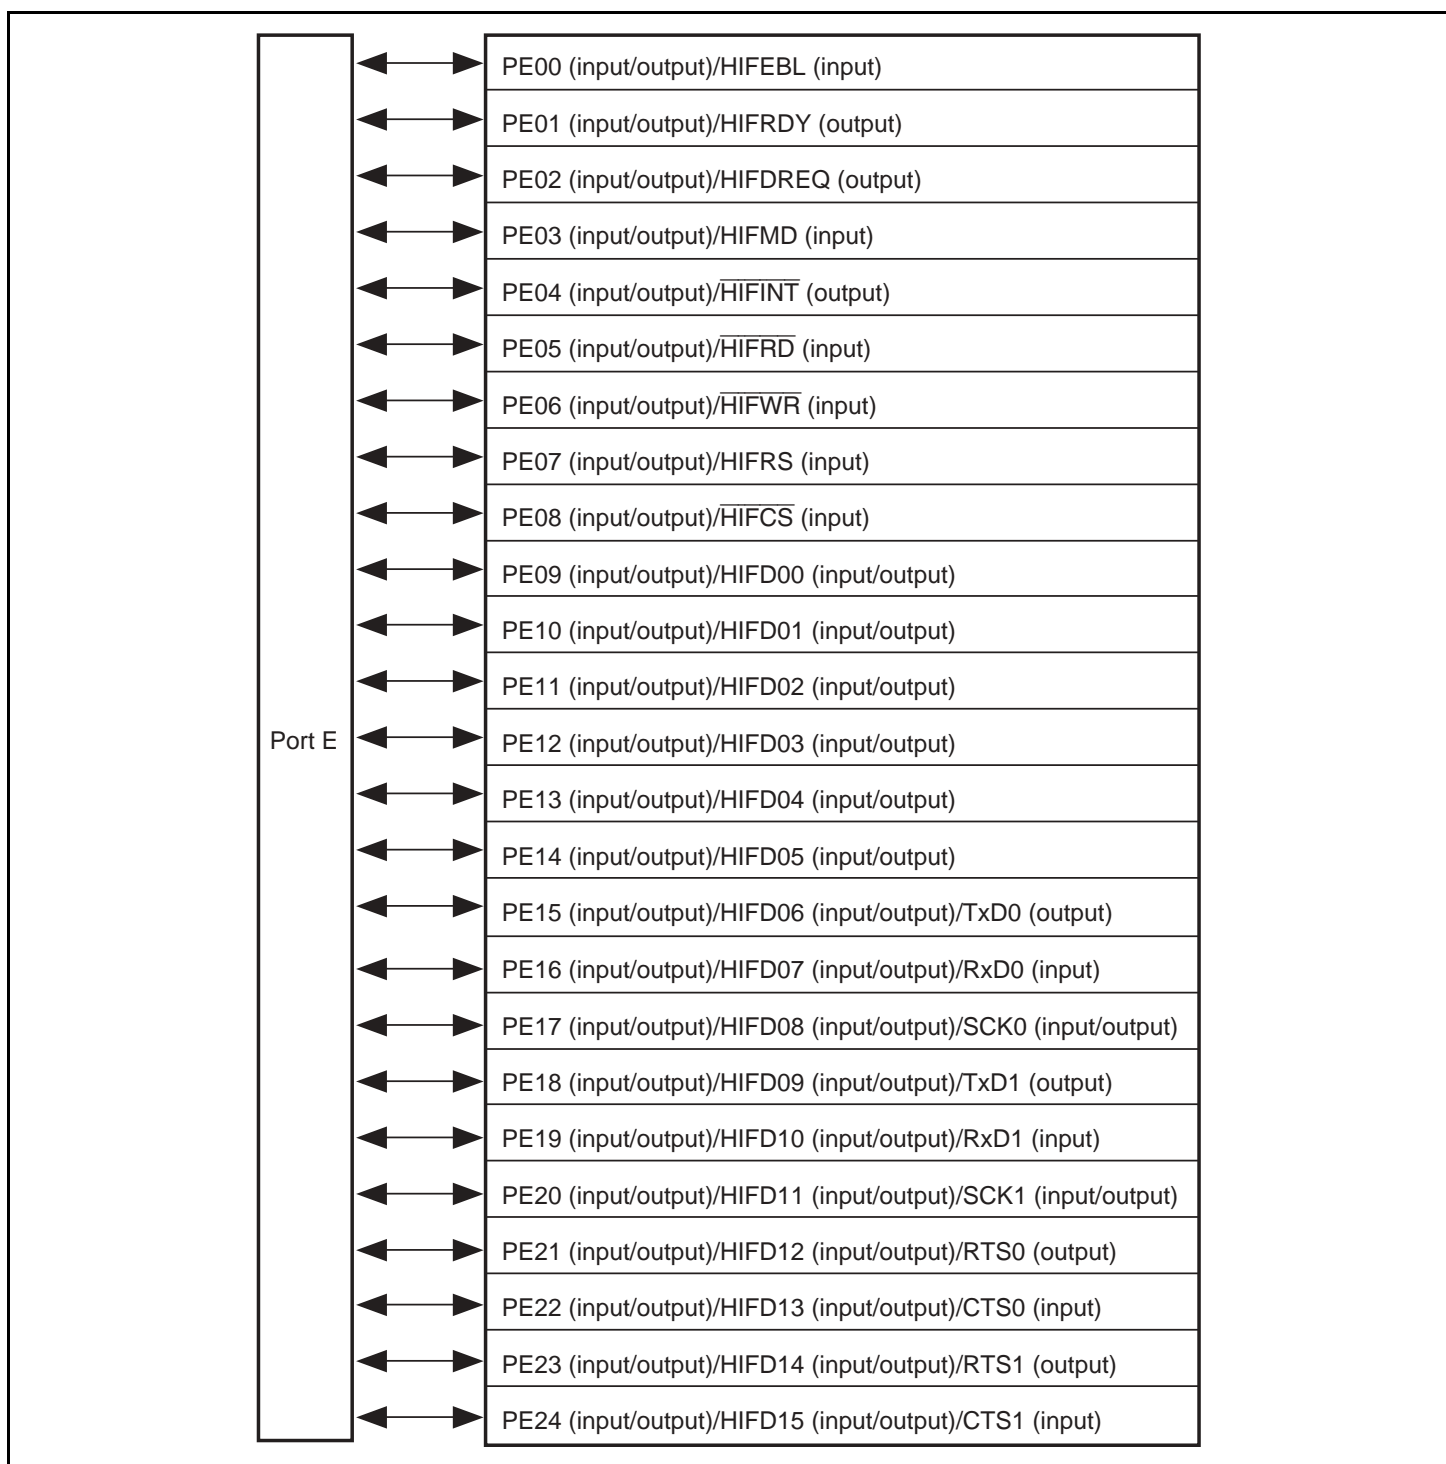 PE00 (input/output)/HIFEBL (input)
PE01 (input/output)/HIFRDY (output)
PE02 (input/output)/HIFDREQ (output)
PE03 (input/output)/HIFMD (input)
PE04 (input/output)/H̅I̅F̅I̅N̅T̅ (output)
PE05 (input/output)/H̅I̅F̅R̅D̅ (input)
PE06 (input/output)/H̅I̅F̅W̅R̅ (input)
PE07 (input/output)/HIFRS (input)
PE08 (input/output)/H̅I̅F̅C̅S̅ (input)
PE09 (input/output)/HIFD00 (input/output)
PE10 (input/output)/HIFD01 (input/output)
PE11 (input/output)/HIFD02 (input/output)
Port E
PE12 (input/output)/HIFD03 (input/output)
PE13 (input/output)/HIFD04 (input/output)
PE14 (input/output)/HIFD05 (input/output)
PE15 (input/output)/HIFD06 (input/output)/TxD0 (output)
PE16 (input/output)/HIFD07 (input/output)/RxD0 (input)
PE17 (input/output)/HIFD08 (input/output)/SCK0 (input/output)
PE18 (input/output)/HIFD09 (input/output)/TxD1 (output)
PE19 (input/output)/HIFD10 (input/output)/RxD1 (input)
PE20 (input/output)/HIFD11 (input/output)/SCK1 (input/output)
PE21 (input/output)/HIFD12 (input/output)/RTS0 (output)
PE22 (input/output)/HIFD13 (input/output)/CTS0 (input)
PE23 (input/output)/HIFD14 (input/output)/RTS1 (output)
PE24 (input/output)/HIFD15 (input/output)/CTS1 (input)